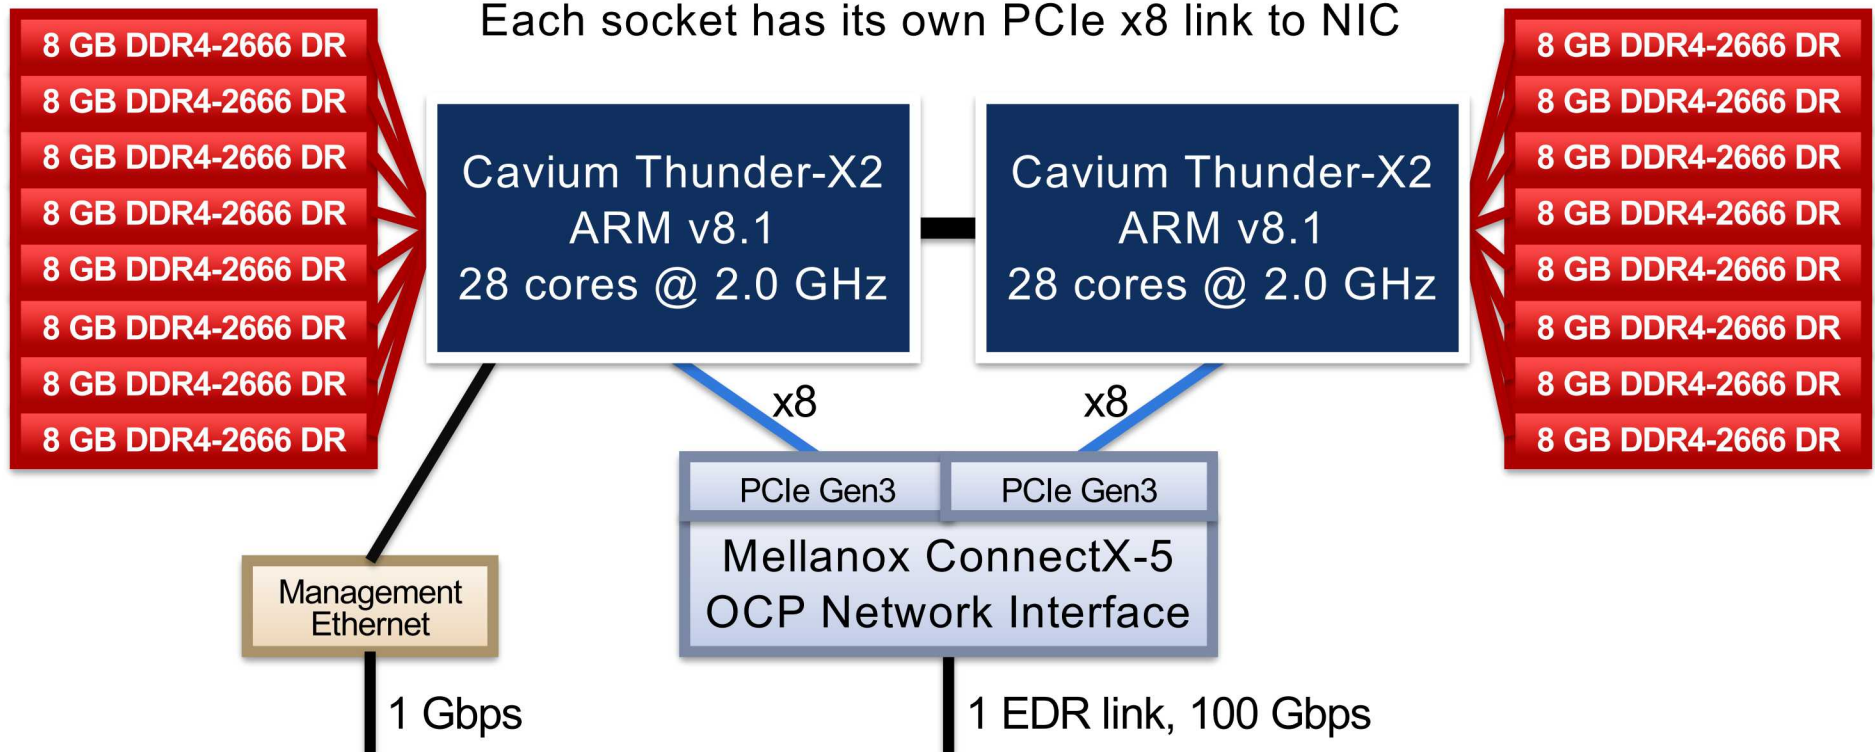 Each socket has its own PCIe x8 link to NIC
8 GB DDR4-2666 DR
8 GB DDR4-2666 DR
8 GB DDR4-2666 DR
8 GB DDR4-2666 DR
8 GB DDR4-2666 DR
8 GB DDR4-2666 DR
8 GB DDR4-2666 DR
8 GB DDR4-2666 DR
Cavium Thunder-X2
ARM v8.1
28 cores @ 2.0 GHz
Cavium Thunder-X2
ARM v8.1
28 cores @ 2.0 GHz
8 GB DDR4-2666 DR
8 GB DDR4-2666 DR
8 GB DDR4-2666 DR
8 GB DDR4-2666 DR
8 GB DDR4-2666 DR
8 GB DDR4-2666 DR
8 GB DDR4-2666 DR
8 GB DDR4-2666 DR
x8
x8
PCIe Gen3
PCIe Gen3
Mellanox ConnectX-5
OCP Network Interface
Management
Ethernet
1 Gbps
1 EDR link, 100 Gbps